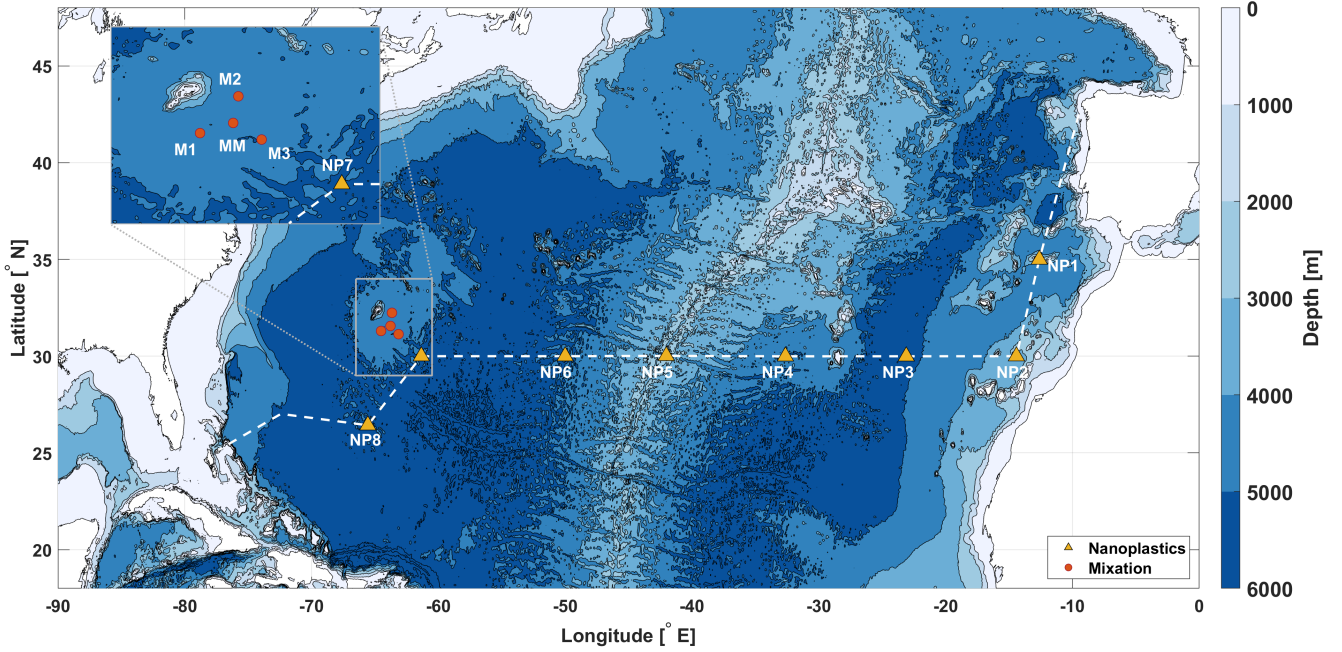 M2
M1
MM
M3
NP7
NP1
NP6
NP5
NP4
NP3
NP2
NP8
Nanoplastics
Mixation
45
40
35
30
25
20
Latitude [° N]
-90
-80
-70
-60
-50
-40
-30
-20
-10
0
Longitude [° E]
0
1000
2000
3000
4000
5000
6000
Depth [m]